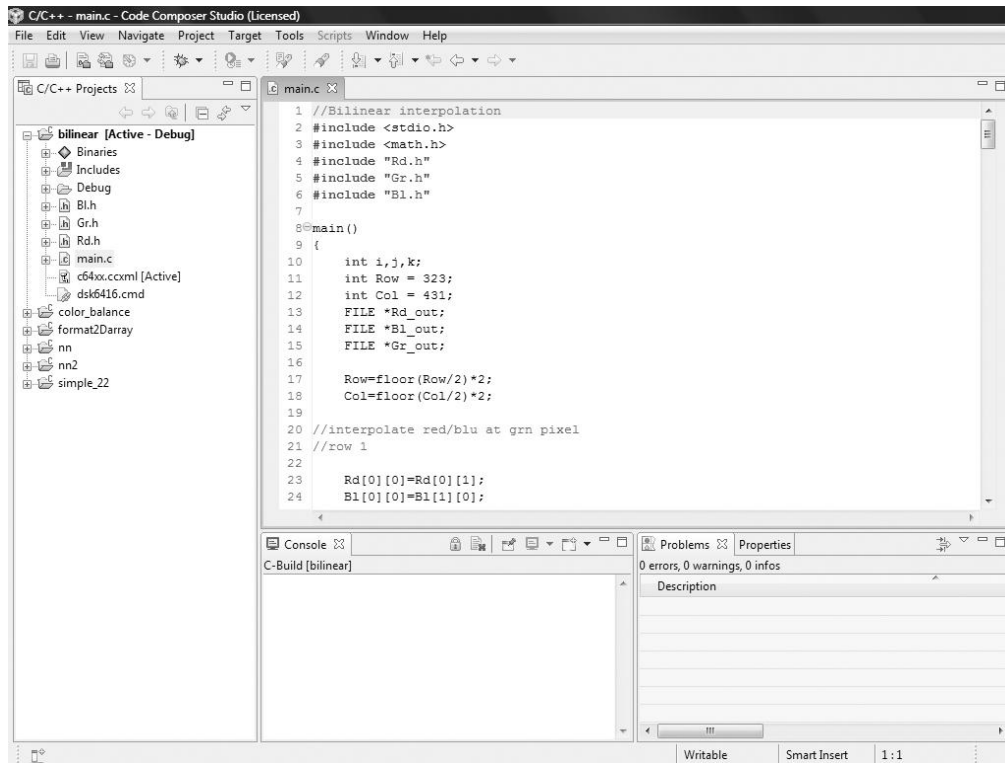 C/C++ - main.c - Code Composer Studio (Licensed)
File Edit View Navigate Project Target Tools Scripts Window Help
C/C++ Projects
bilinear [Active - Debug]
Binaries
Includes
Debug
Bl.h
Gr.h
Rd.h
main.c
c64xx.ccxml [Active]
dsk6416.cmd
color_balance
format2Darray
nn
nn2
simple_22
main.c
1 //Bilinear interpolation
2 #include <stdio.h>
3 #include <math.h>
4 #include "Rd.h"
5 #include "Gr.h"
6 #include "Bl.h"
7
8 main()
9 {
10 int i,j,k;
11 int Row = 323;
12 int Col = 431;
13 FILE *Rd_out;
14 FILE *Bl_out;
15 FILE *Gr_out;
16
17 Row=floor(Row/2)*2;
18 Col=floor(Col/2)*2;
19
20 //interpolate red/blu at grn pixel
21 //row 1
22
23 Rd[0][0]=Rd[0][1];
24 Bl[0][0]=Bl[1][0];
Console
C-Build [bilinear]
Problems Properties
0 errors, 0 warnings, 0 infos
Description
Writable Smart Insert 1:1